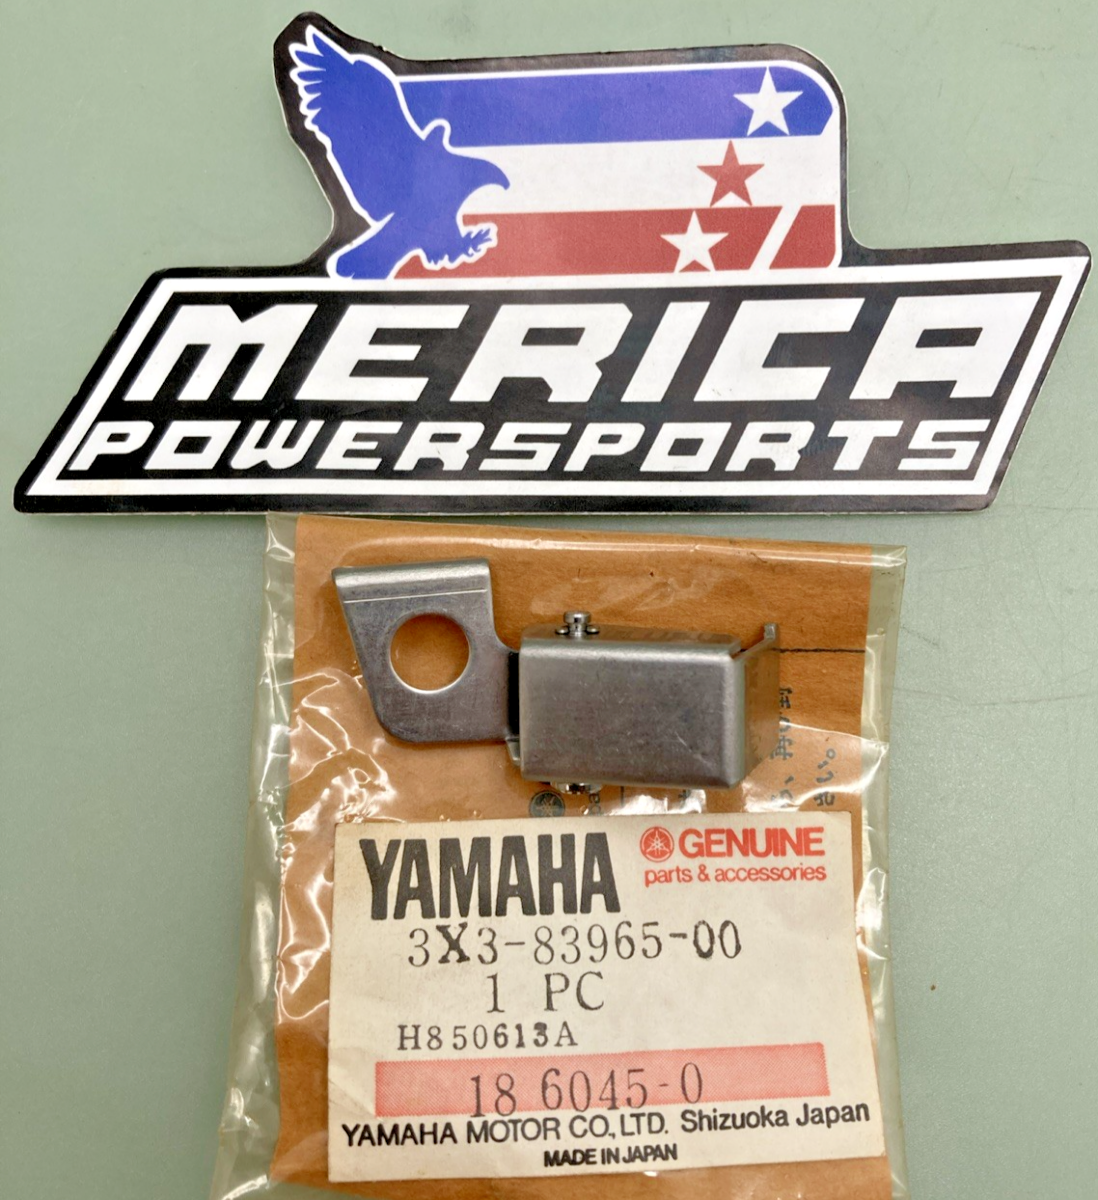 MERICA
POWERSPORTS
YAMAHA
GENUINE
parts & accessories
3X3-83965-00
1 PC
H850613A
18 6045-0
YAMAHA MOTOR CO., LTD. Shizuoka Japan
MADE IN JAPAN